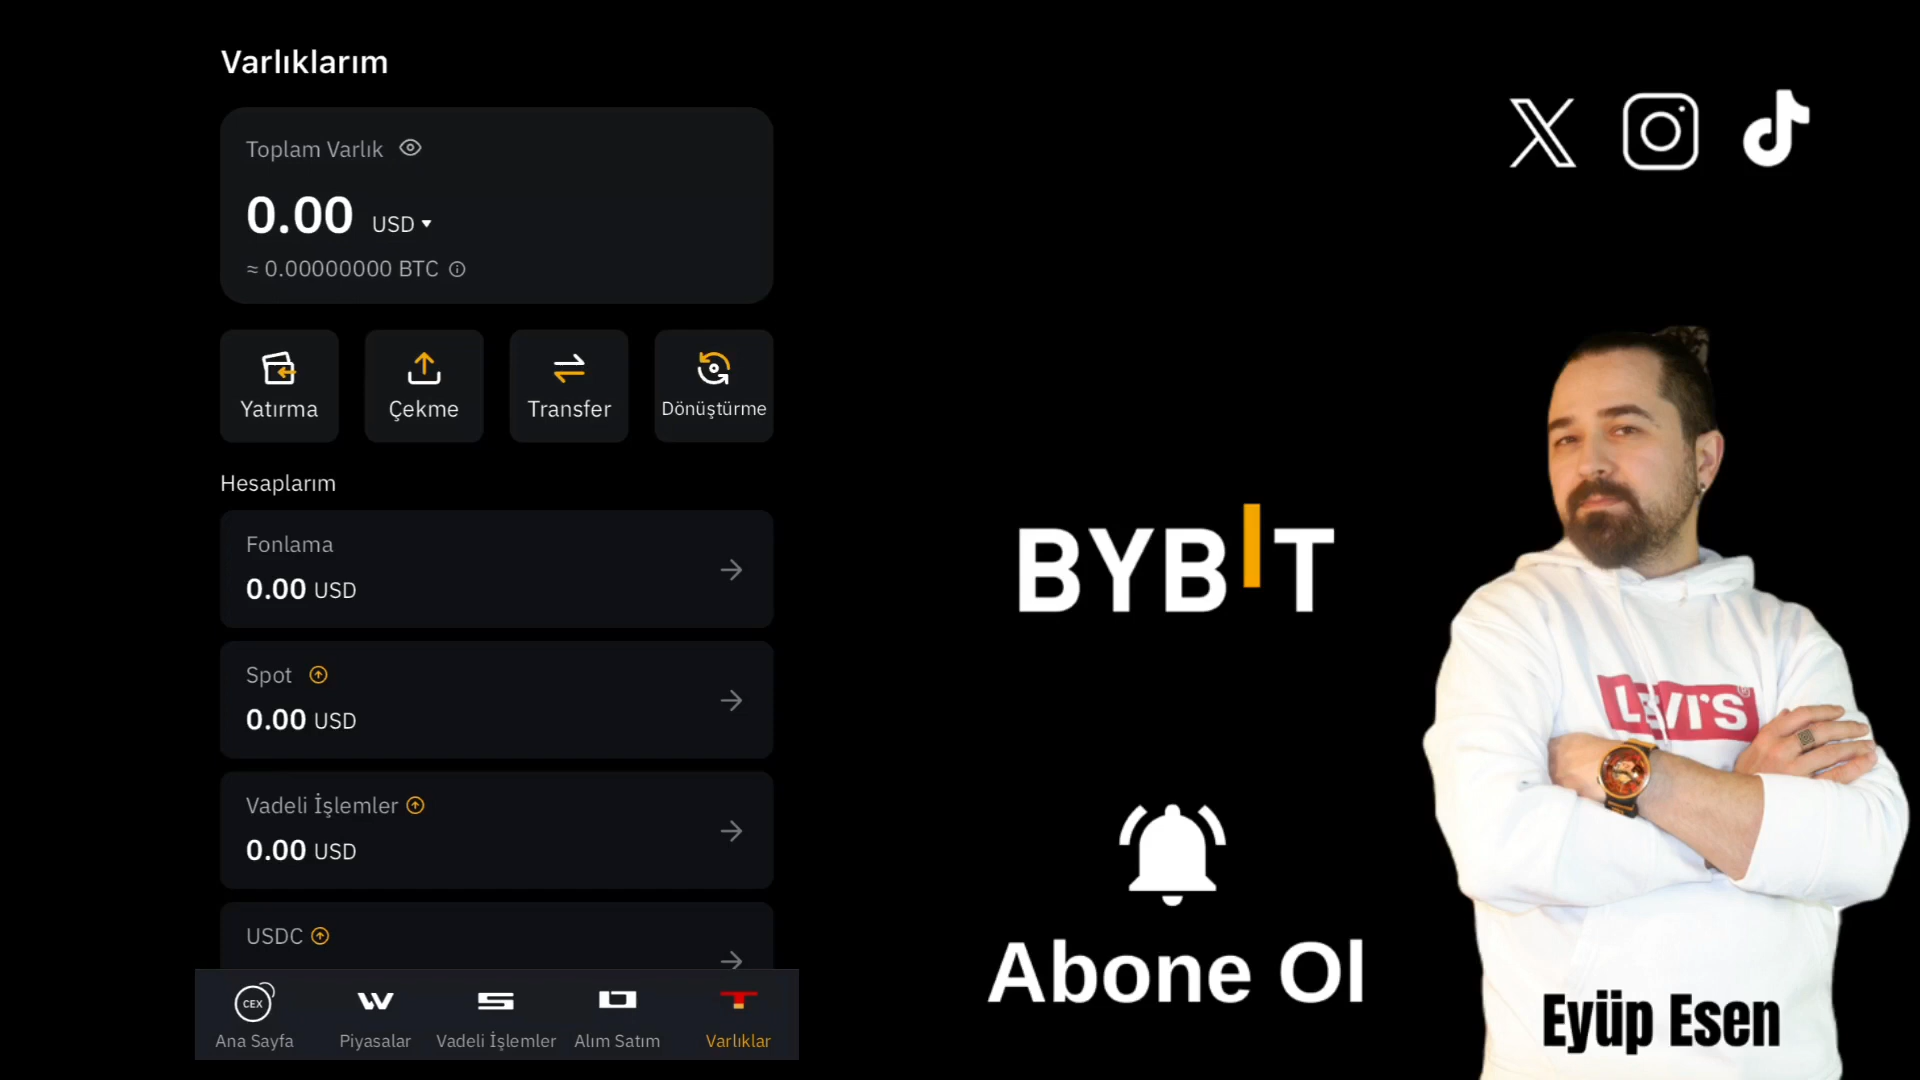 Varlıklarım
Toplam Varlık
0.00 USD
≈ 0.00000000 BTC
Yatırma
Çekme
Transfer
Dönüştürme
Hesaplarım
Fonlama
0.00 USD
Spot
0.00 USD
Vadeli İşlemler
0.00 USD
USDC
CEX
Ana Sayfa
Piyasalar
Vadeli İşlemler
Alım Satım
Varlıklar
BYBIT
Abone Ol
LEVI'S®
Eyüp Esen